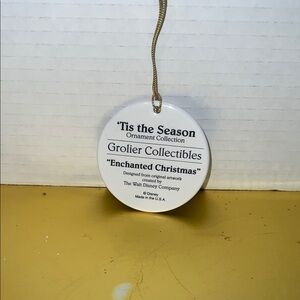 'Tis the Season
Ornament Collection
Grolier Collectibles
"Enchanted Christmas"
Designed from original artwork
created by
The Walt Disney Company
© Disney
Made in the U.S.A.